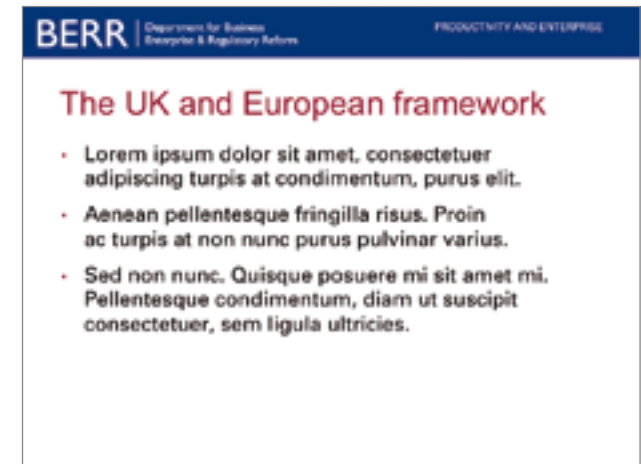 BERR
Department for Business
Enterprise & Regulatory Reform
PRODUCTIVITY AND ENTERPRISE
The UK and European framework
• Lorem ipsum dolor sit amet, consectetuer
adipiscing turpis at condimentum, purus elit.
• Aenean pellentesque fringilla risus. Proin
ac turpis at non nunc purus pulvinar varius.
• Sed non nunc. Quisque posuere mi sit amet mi.
Pellentesque condimentum, diam ut suscipit
consectetuer, sem ligula ultricies.